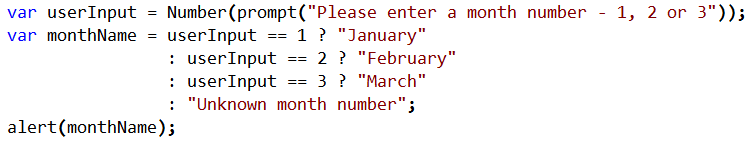 var userInput = Number(prompt("Please enter a month number - 1, 2 or 3"));
var monthName = userInput == 1 ? "January"
: userInput == 2 ? "February"
: userInput == 3 ? "March"
: "Unknown month number";
alert(monthName);